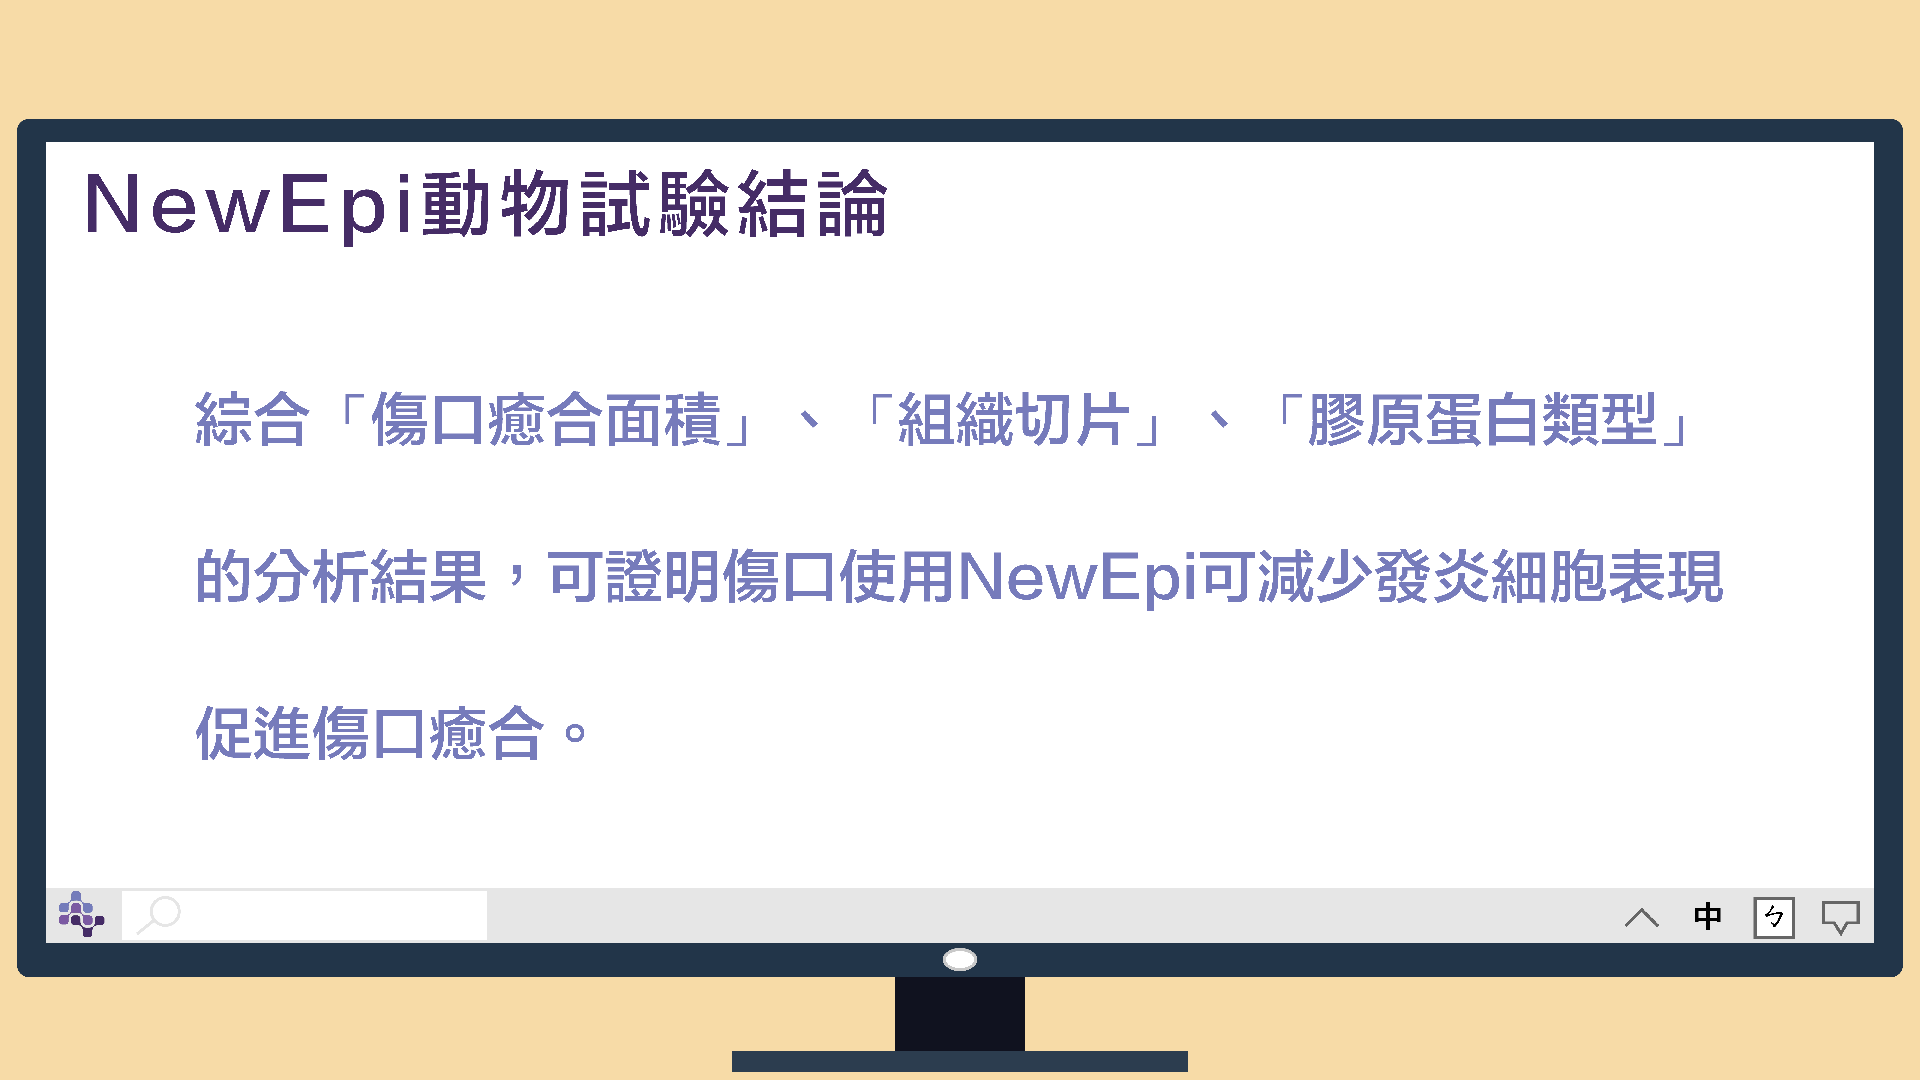 NewEpi動物試驗結論
綜合「傷口癒合面積」、「組織切片」、「膠原蛋白類型」
的分析結果，可證明傷口使用NewEpi可減少發炎細胞表現
促進傷口癒合。
中 ㄅ